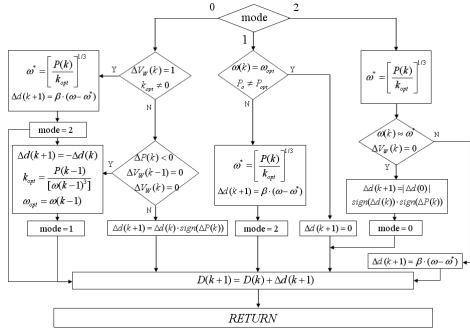 0
mode
2
1
ω* = [P(k)/k_opt]^-1/3
Δd(k+1) = β·(ω−ω*)
Y
ΔV_W(k) = 1
k_opt ≠ 0
N
ω(k) = ω_opt
P_o ≠ P_opt
Y
N
ω* = [P(k)/k_opt]^-1/3
mode = 2
Δd(k+1) = −Δd(k)
k_opt = P(k−1)/[ω(k−1)^3]
ω_opt = ω(k−1)
Y
ΔP(k) < 0
ΔV_W(k−1) = 0
ΔV_W(k) = 0
N
ω* = [P(k)/k_opt]^-1/3
Δd(k+1) = β·(ω−ω*)
ω(k) ≈ ω*
ΔV_W(k) = 0
N
Y
Δd(k+1) = |Δd(0)|
sign(Δd(k))·sign(ΔP(k))
mode = 1
Δd(k+1) = Δd(k)·sign(ΔP(k))
mode = 2
Δd(k+1) = 0
mode = 0
Δd(k+1) = β·(ω−ω*)
D(k+1) = D(k) + Δd(k+1)
RETURN